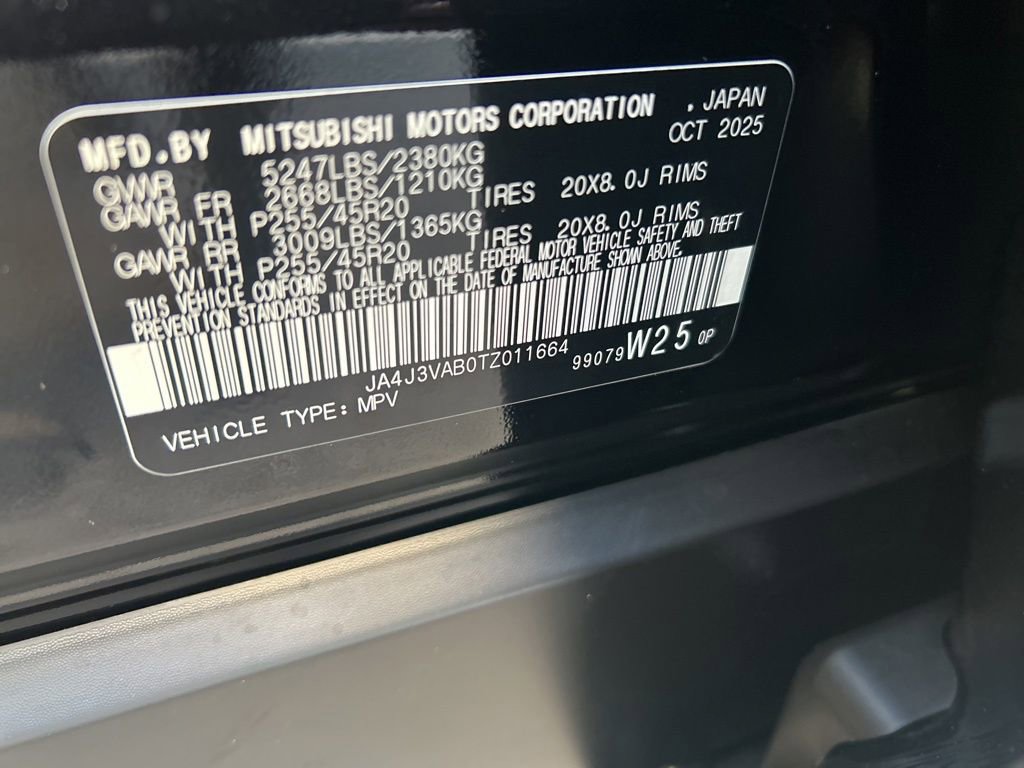 MFD.BY MITSUBISHI MOTORS CORPORATION . JAPAN
OCT 2025
GVWR 5247LBS/2380KG
GAWR FR 2668LBS/1210KG
WITH P255/45R20 TIRES 20X8.0J RIMS
GAWR RR 3009LBS/1365KG
WITH P255/45R20 TIRES 20X8.0J RIMS
THIS VEHICLE CONFORMS TO ALL APPLICABLE FEDERAL MOTOR VEHICLE SAFETY AND THEFT
PREVENTION STANDARDS IN EFFECT ON THE DATE OF MANUFACTURE SHOWN ABOVE.
JA4J3VAB0TZ011664 99079 W25 0P
VEHICLE TYPE: MPV